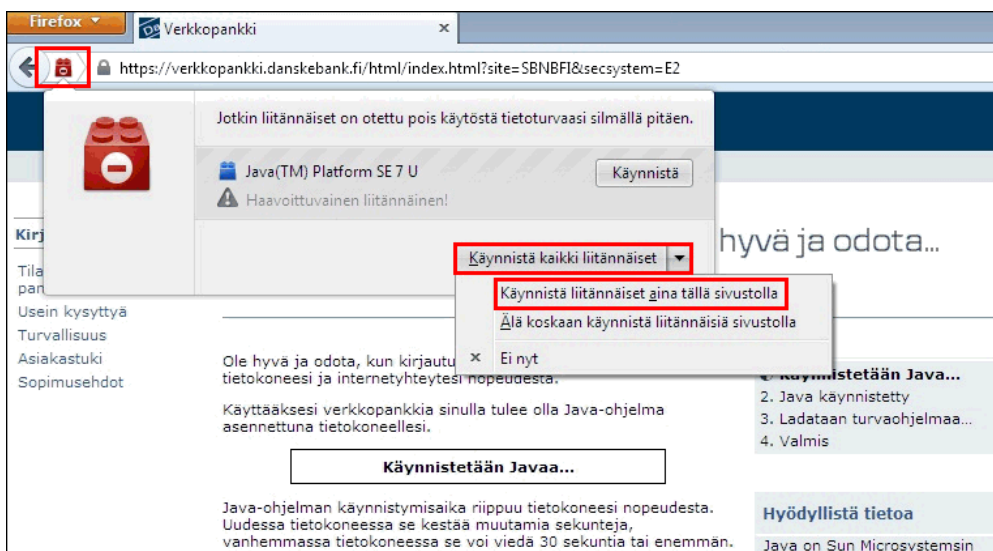 Firefox
Verkkopankki
https://verkkopankki.danskebank.fi/html/index.html?site=SBNBFI&secsystem=E2
Jotkin liitännäiset on otettu pois käytöstä tietoturvaasi silmällä pitäen.
Java(TM) Platform SE 7 U
Käynnistä
Haavoittuvainen liitännäinen!
Käynnistä kaikki liitännäiset
Käynnistä liitännäiset aina tällä sivustolla
Älä koskaan käynnistä liitännäisiä sivustolla
Ei nyt
hyvä ja odota...
Usein kysyttyä
Turvallisuus
Asiakastuki
Sopimusehdot
Ole hyvä ja odota, kun
tietokoneesi ja internetyhteytesi nopeudesta.
Käyttääksesi verkkopankkia sinulla tulee olla Java-ohjelma
asennettuna tietokoneellesi.
Käynnistetään Javaa...
Java-ohjelman käynnistymisaika riippuu tietokoneesi nopeudesta.
Uudessa tietokoneessa se kestää muutamia sekunteja,
vanhemmassa tietokoneessa se voi viedä 30 sekuntia tai enemmän.
Käynnistetään Java...
2. Java käynnistetty
3. Ladataan turvaohjelmaa...
4. Valmis
Hyödyllistä tietoa
Java on Sun Microsystemsin